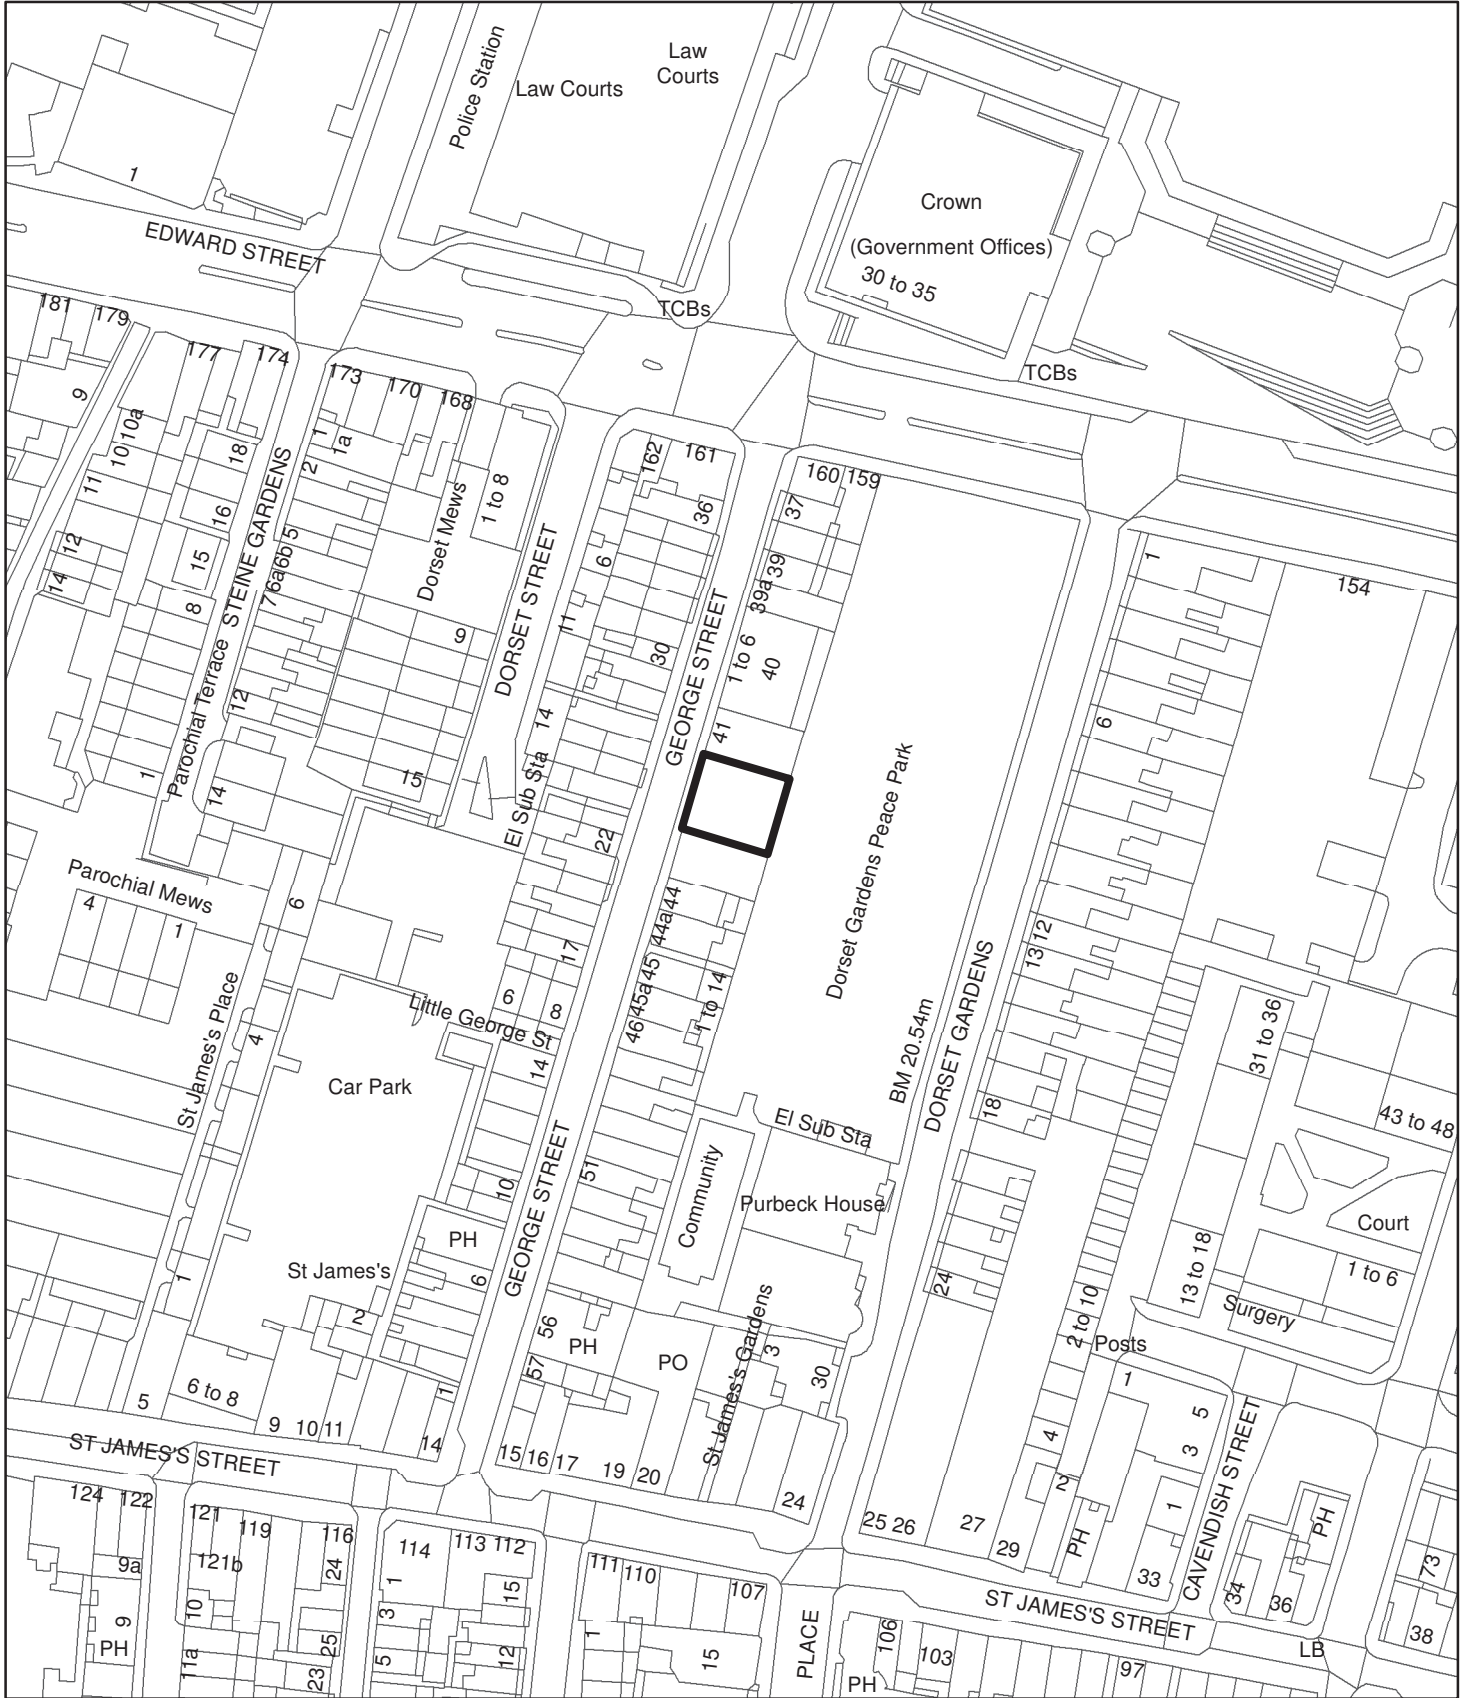 Police Station
Law Courts
Law
Courts
1
Crown
(Government Offices)
30 to 35
EDWARD STREET
TCBs
TCBs
181
179
177
174
173
170
168
9
10a
10
11
12
14
18
16
15
8
1
1a
2
5
6b
6a
7
12
STEINE GARDENS
Parochial Terrace
1
14
Dorset Mews
1 to 8
9
15
DORSET STREET
162
161
36
6
11
30
14
El Sub Sta
22
17
GEORGE STREET
160
159
37
39
39a
1 to 6
40
41
44
44a
45
45a
46
1 to 14
Dorset Gardens Peace Park
BM 20.54m
DORSET GARDENS
1
6
12
13
18
24
154
31 to 36
43 to 48
Court
1 to 6
13 to 18
Surgery
Parochial Mews
4
1
6
St James's Place
4
1
Car Park
Little George St
6
8
14
10
PH
6
St James's
2
1
GEORGE STREET
51
Community
El Sub Sta
Purbeck House
St James's Gardens
56
PH
57
PO
3
30
2 to 10
Posts
1
5
3
1
4
2
PH
CAVENDISH STREET
5
6 to 8
9
10
11
14
15
16
17
19
20
24
25
26
27
29
33
34
36
PH
73
38
ST JAMES'S STREET
124
122
121
119
116
121b
9a
9
PH
10
11a
24
25
23
114
113
112
1
3
5
15
12
111
110
107
1
15
PLACE
106
103
PH
ST JAMES'S STREET
97
LB